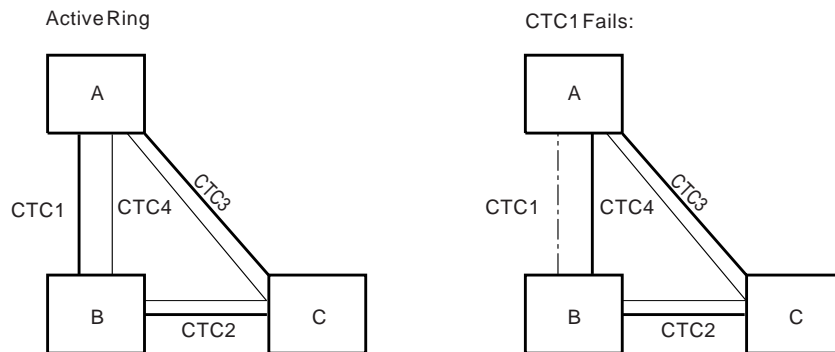 Active Ring
A
CTC1
CTC4
CTC3
B
C
CTC2
CTC1 Fails:
A
CTC1
CTC4
CTC3
B
C
CTC2